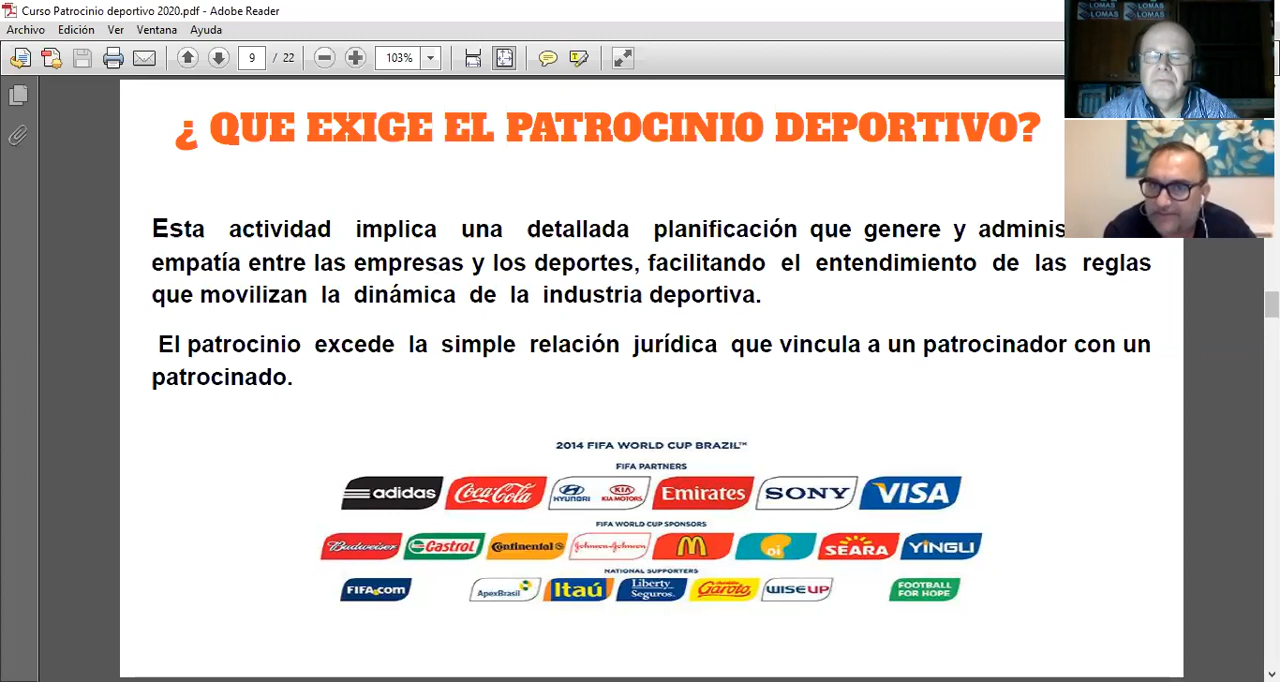 Curso Patrocinio deportivo 2020.pdf - Adobe Reader
Archivo Edición Ver Ventana Ayuda
9 / 22 103%
LOMAS LOMAS
LOMAS LOMAS
¿ QUE EXIGE EL PATROCINIO DEPORTIVO?
Esta actividad implica una detallada planificación que genere y
empatía entre las empresas y los deportes, facilitando el entendimiento de las reglas
que movilizan la dinámica de la industria deportiva.
El patrocinio excede la simple relación jurídica que vincula a un patrocinador con un
patrocinado.
2014 FIFA WORLD CUP BRAZIL™
FIFA PARTNERS
adidas Coca-Cola HYUNDAI KIA MOTORS Emirates SONY VISA
FIFA WORLD CUP SPONSORS
Budweiser Castrol Continental Johnson & Johnson oi SEARA YINGLI
NATIONAL SUPPORTERS
FIFA.com ApexBrasil Itaú Liberty Seguros. Garoto WISEUP FOOTBALL FOR HOPE